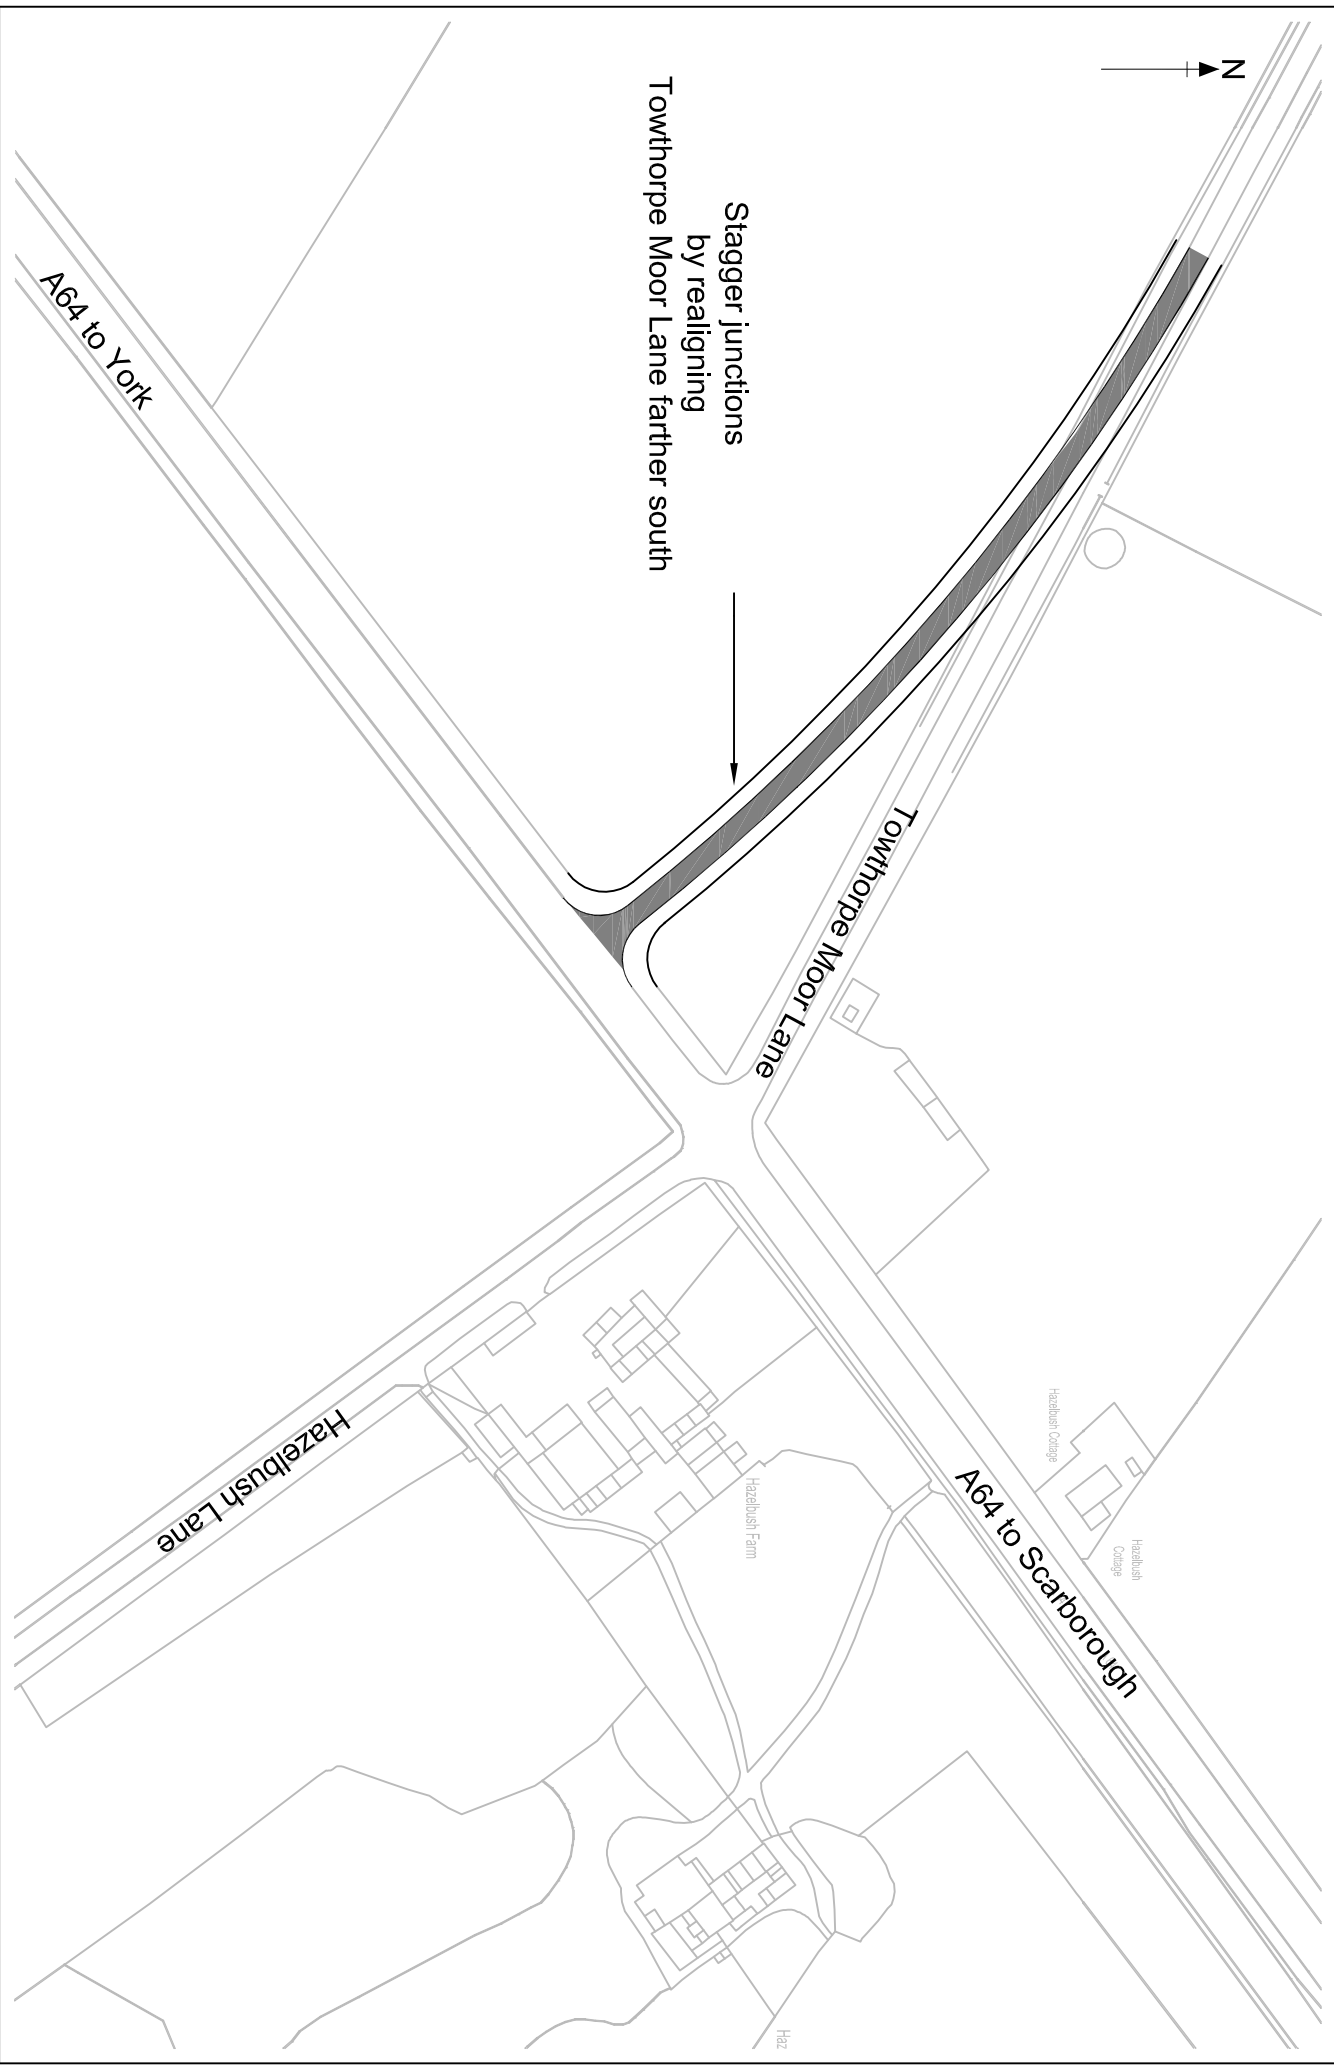 N
Stagger junctions
by realigning
Towthorpe Moor Lane farther south
A64 to York
Towthorpe Moor Lane
Hazelbush Lane
A64 to Scarborough
Hazelbush Cottage
Hazelbush
Cottage
Hazelbush Farm
Haz